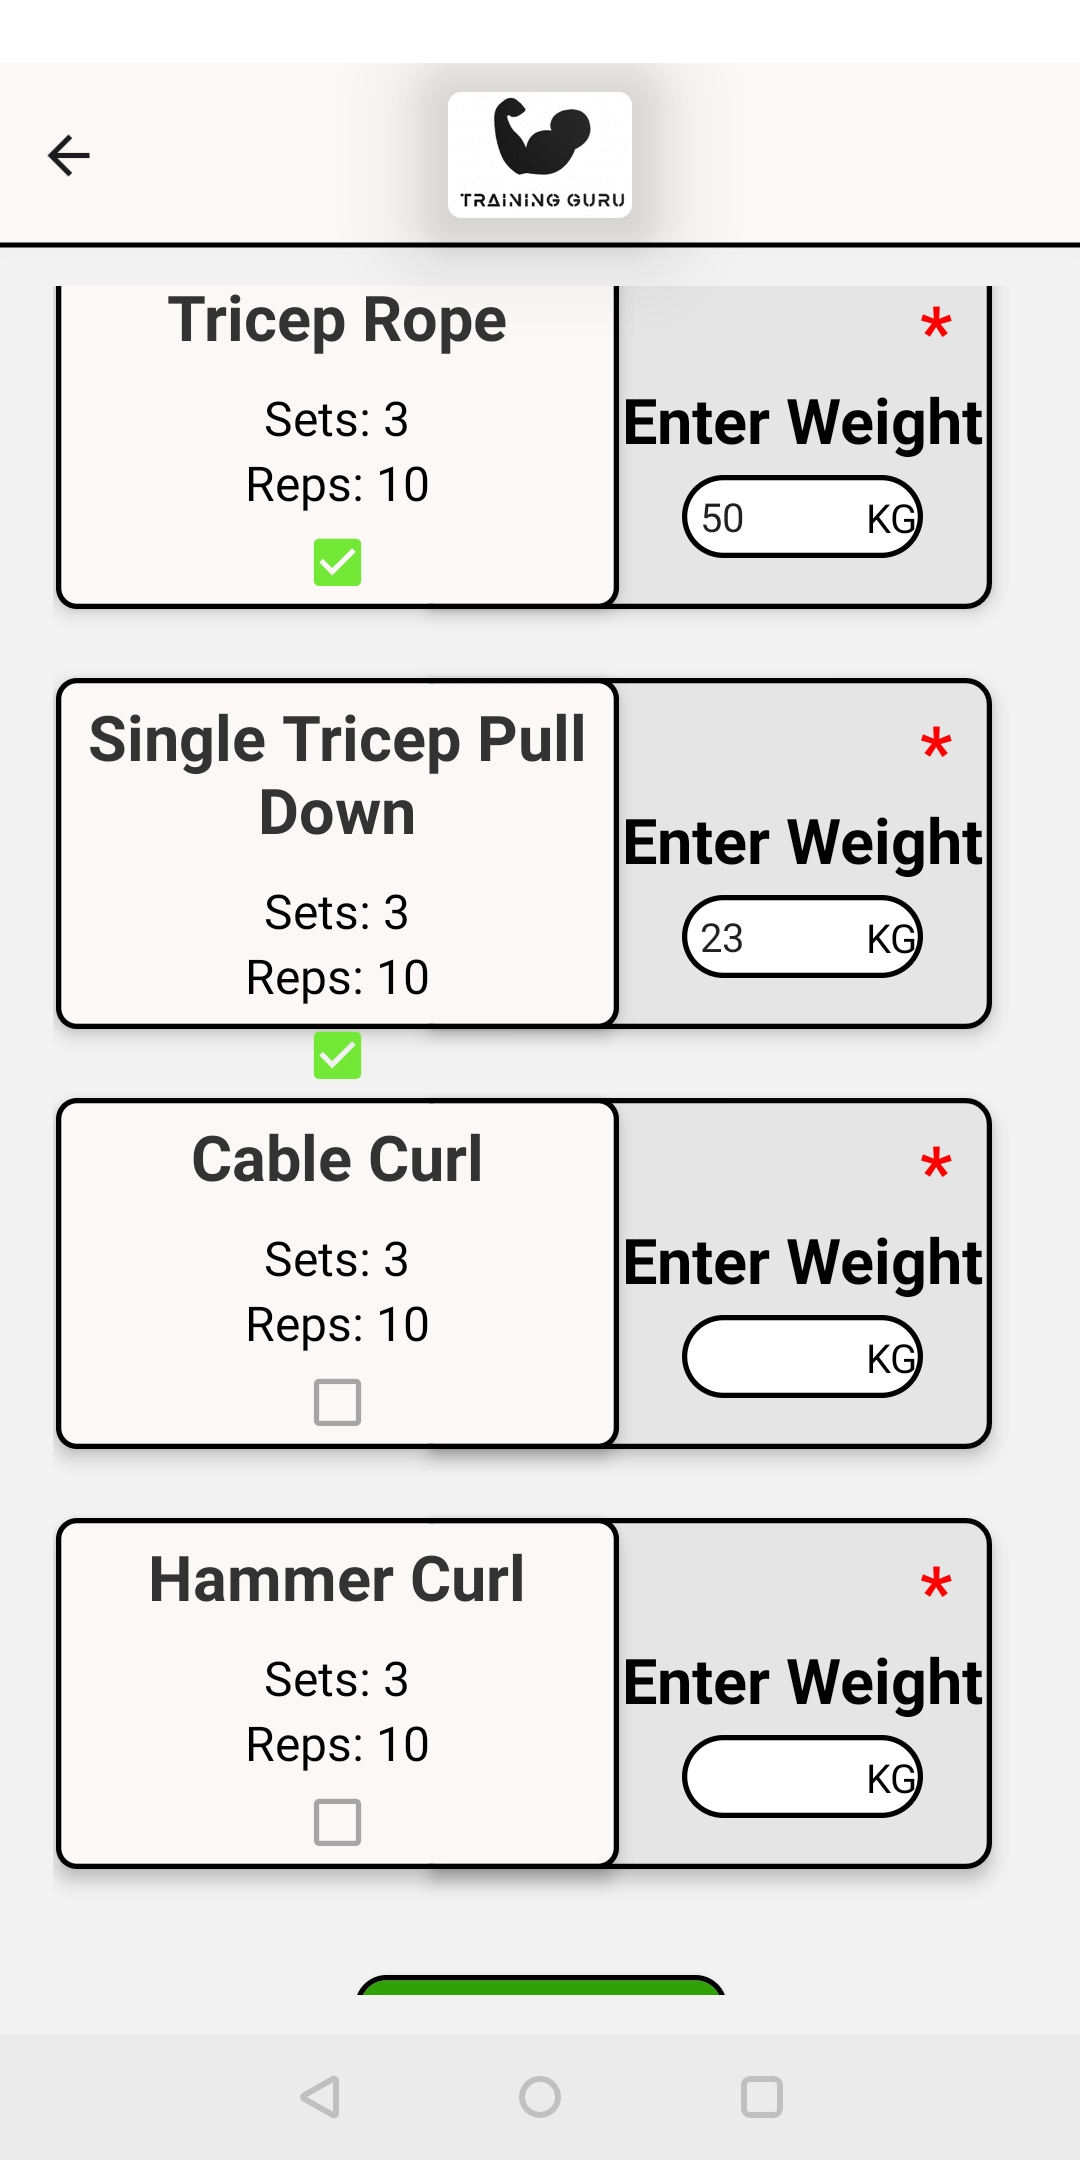 TRAINING GURU
Tricep Rope
Sets: 3
Reps: 10
*
Enter Weight
50 KG
Single Tricep Pull
Down
Sets: 3
Reps: 10
*
Enter Weight
23 KG
Cable Curl
Sets: 3
Reps: 10
*
Enter Weight
KG
Hammer Curl
Sets: 3
Reps: 10
*
Enter Weight
KG